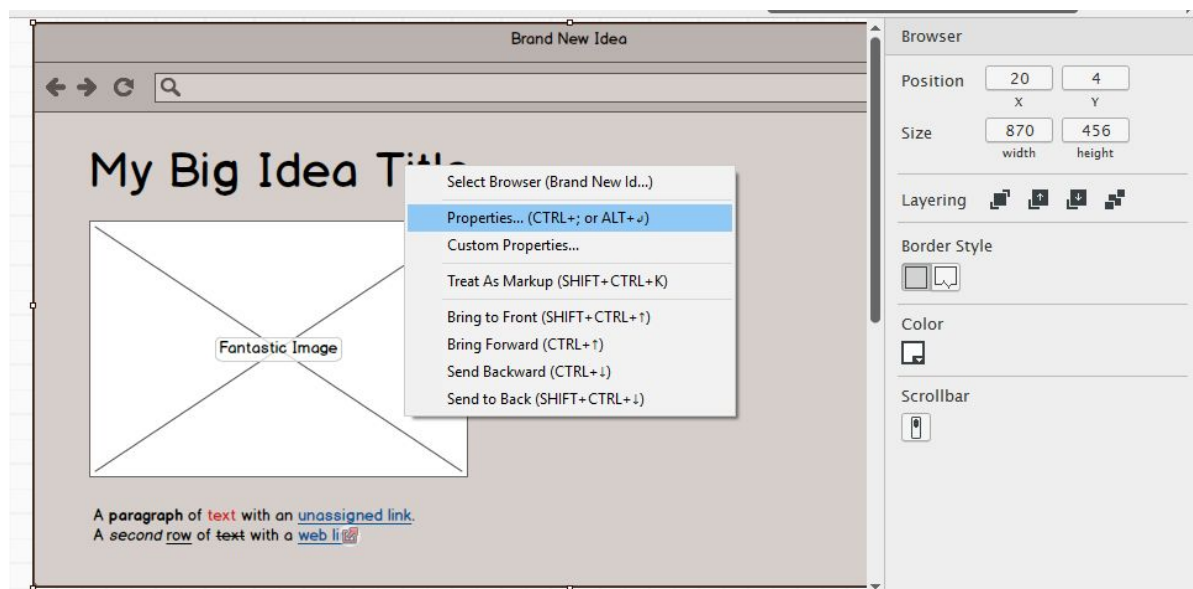 Brand New Idea
My Big Idea
Select Browser (Brand New Id...)
Properties... (CTRL+; or ALT+↲)
Custom Properties...
Treat As Markup (SHIFT+CTRL+K)
Bring to Front (SHIFT+CTRL+↑)
Bring Forward (CTRL+↑)
Send Backward (CTRL+↓)
Send to Back (SHIFT+CTRL+↓)
Fantastic Image
A paragraph of text with an unassigned link.
A second row of text with a web li
Browser
Position 20 4
X Y
Size 870 456
width height
Layering
Border Style
Color
Scrollbar